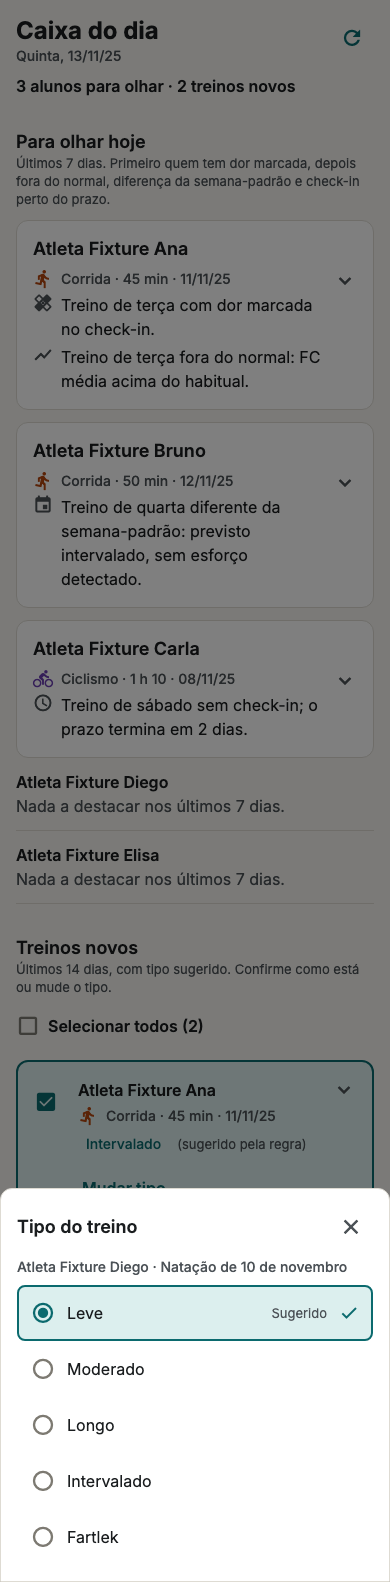 Caixa do dia
Quinta, 13/11/25
3 alunos para olhar · 2 treinos novos
Para olhar hoje
Últimos 7 dias. Primeiro quem tem dor marcada, depois
fora do normal, diferença da semana-padrão e check-in
perto do prazo.
Atleta Fixture Ana
Corrida · 45 min · 11/11/25
Treino de terça com dor marcada
no check-in.
Treino de terça fora do normal: FC
média acima do habitual.
Atleta Fixture Bruno
Corrida · 50 min · 12/11/25
Treino de quarta diferente da
semana-padrão: previsto
intervalado, sem esforço
detectado.
Atleta Fixture Carla
Ciclismo · 1 h 10 · 08/11/25
Treino de sábado sem check-in; o
prazo termina em 2 dias.
Atleta Fixture Diego
Nada a destacar nos últimos 7 dias.
Atleta Fixture Elisa
Nada a destacar nos últimos 7 dias.
Treinos novos
Últimos 14 dias, com tipo sugerido. Confirme como está
ou mude o tipo.
Selecionar todos (2)
Atleta Fixture Ana
Corrida · 45 min · 11/11/25
Intervalado (sugerido pela regra)
Mudar tipo
Tipo do treino
Atleta Fixture Diego · Natação de 10 de novembro
Leve Sugerido
Moderado
Longo
Intervalado
Fartlek